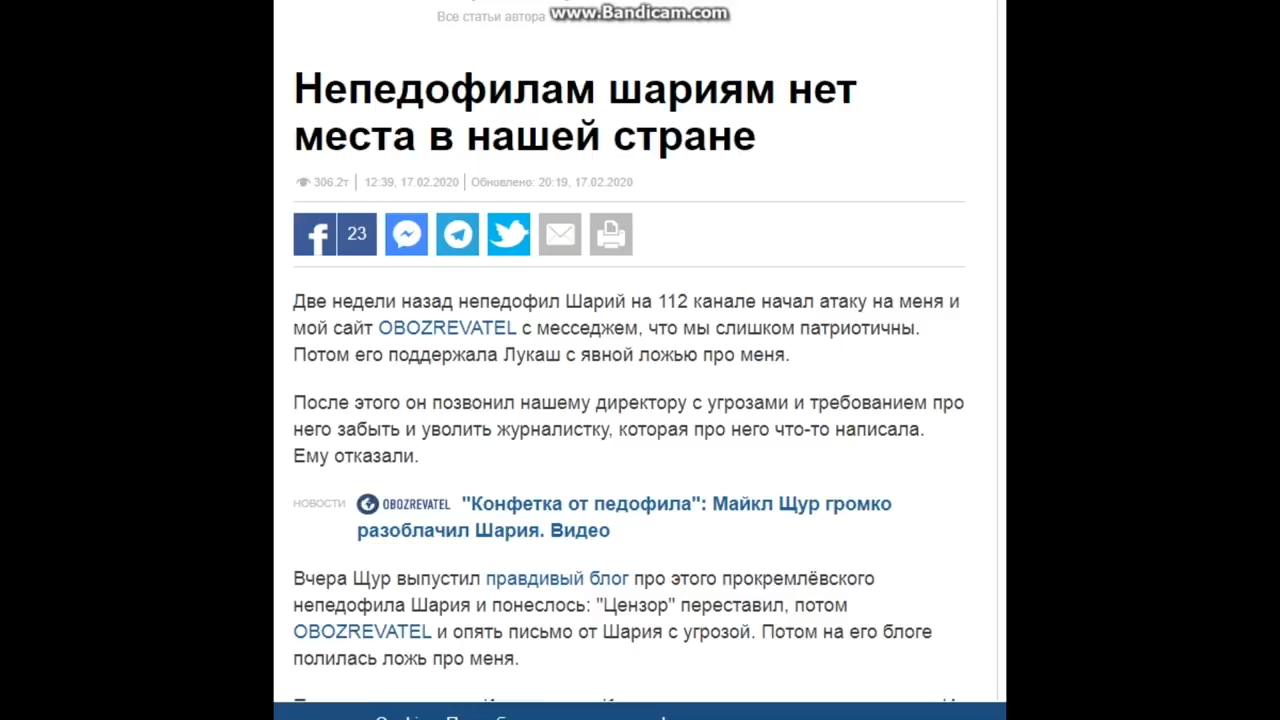 Все статьи автора
www.Bandicam.com
Непедофилам шариям нет
места в нашей стране
306.2т 12:39, 17.02.2020 Обновлено: 20:19, 17.02.2020
23
Две недели назад непедофил Шарий на 112 канале начал атаку на меня и
мой сайт OBOZREVATEL с месседжем, что мы слишком патриотичны.
Потом его поддержала Лукаш с явной ложью про меня.
После этого он позвонил нашему директору с угрозами и требованием про
него забыть и уволить журналистку, которая про него что-то написала.
Ему отказали.
НОВОСТИ OBOZREVATEL "Конфетка от педофила": Майкл Щур громко
разоблачил Шария. Видео
Вчера Щур выпустил правдивый блог про этого прокремлёвского
непедофила Шария и понеслось: "Цензор" переставил, потом
OBOZREVATEL и опять письмо от Шария с угрозой. Потом на его блоге
полилась ложь про меня.